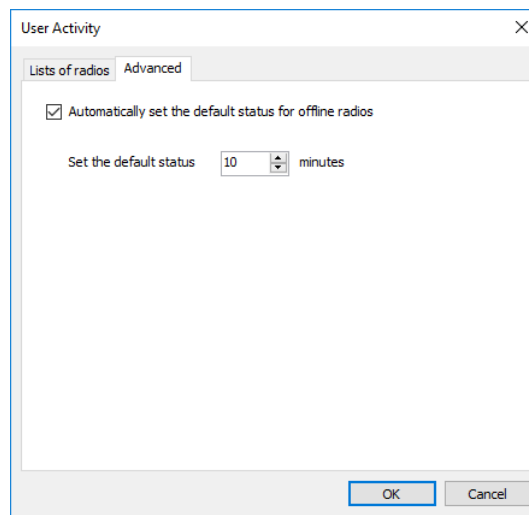 User Activity
Lists of radios Advanced
Automatically set the default status for offline radios
Set the default status 10 minutes
OK Cancel